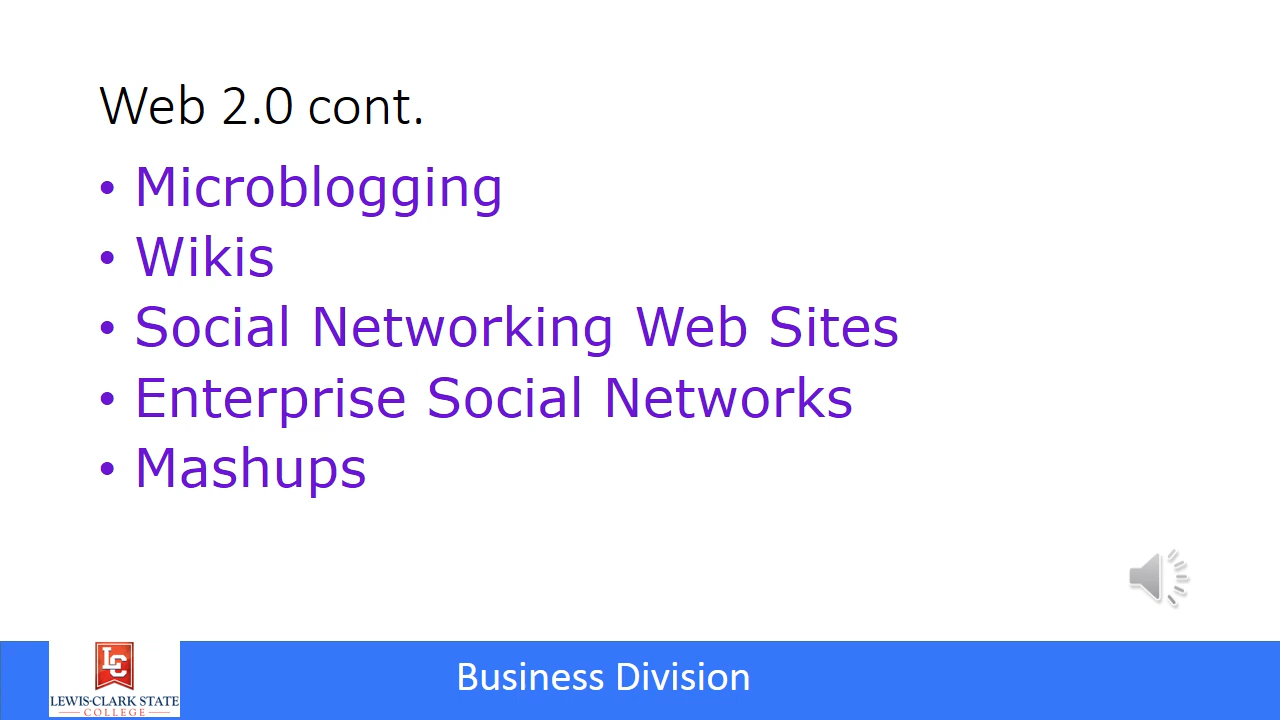 Web 2.0 cont.
• Microblogging
• Wikis
• Social Networking Web Sites
• Enterprise Social Networks
• Mashups
LC
LEWIS-CLARK STATE
COLLEGE
Business Division